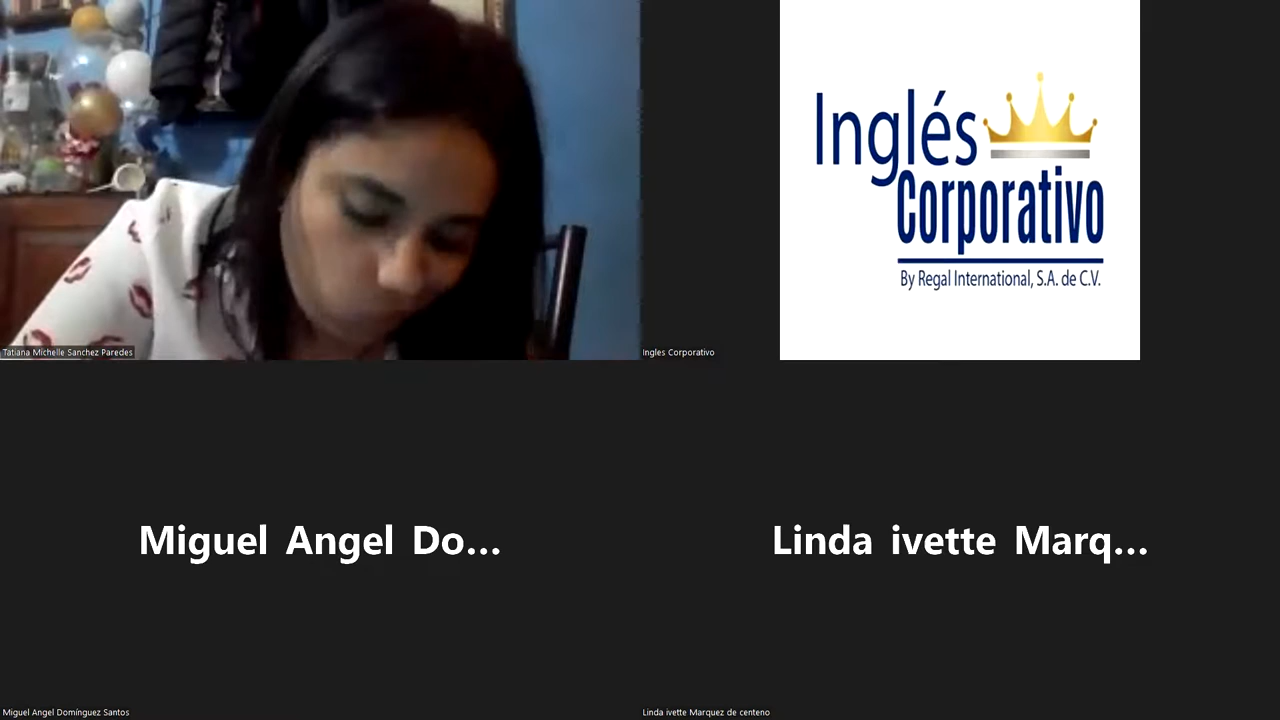 Inglés
Corporativo
By Regal International, S.A. de C.V.
Tatiana Michelle Sanchez Paredes
Ingles Corporativo
Miguel Angel Do...
Linda ivette Marq...
Miguel Angel Domínguez Santos
Linda ivette Marquez de centeno